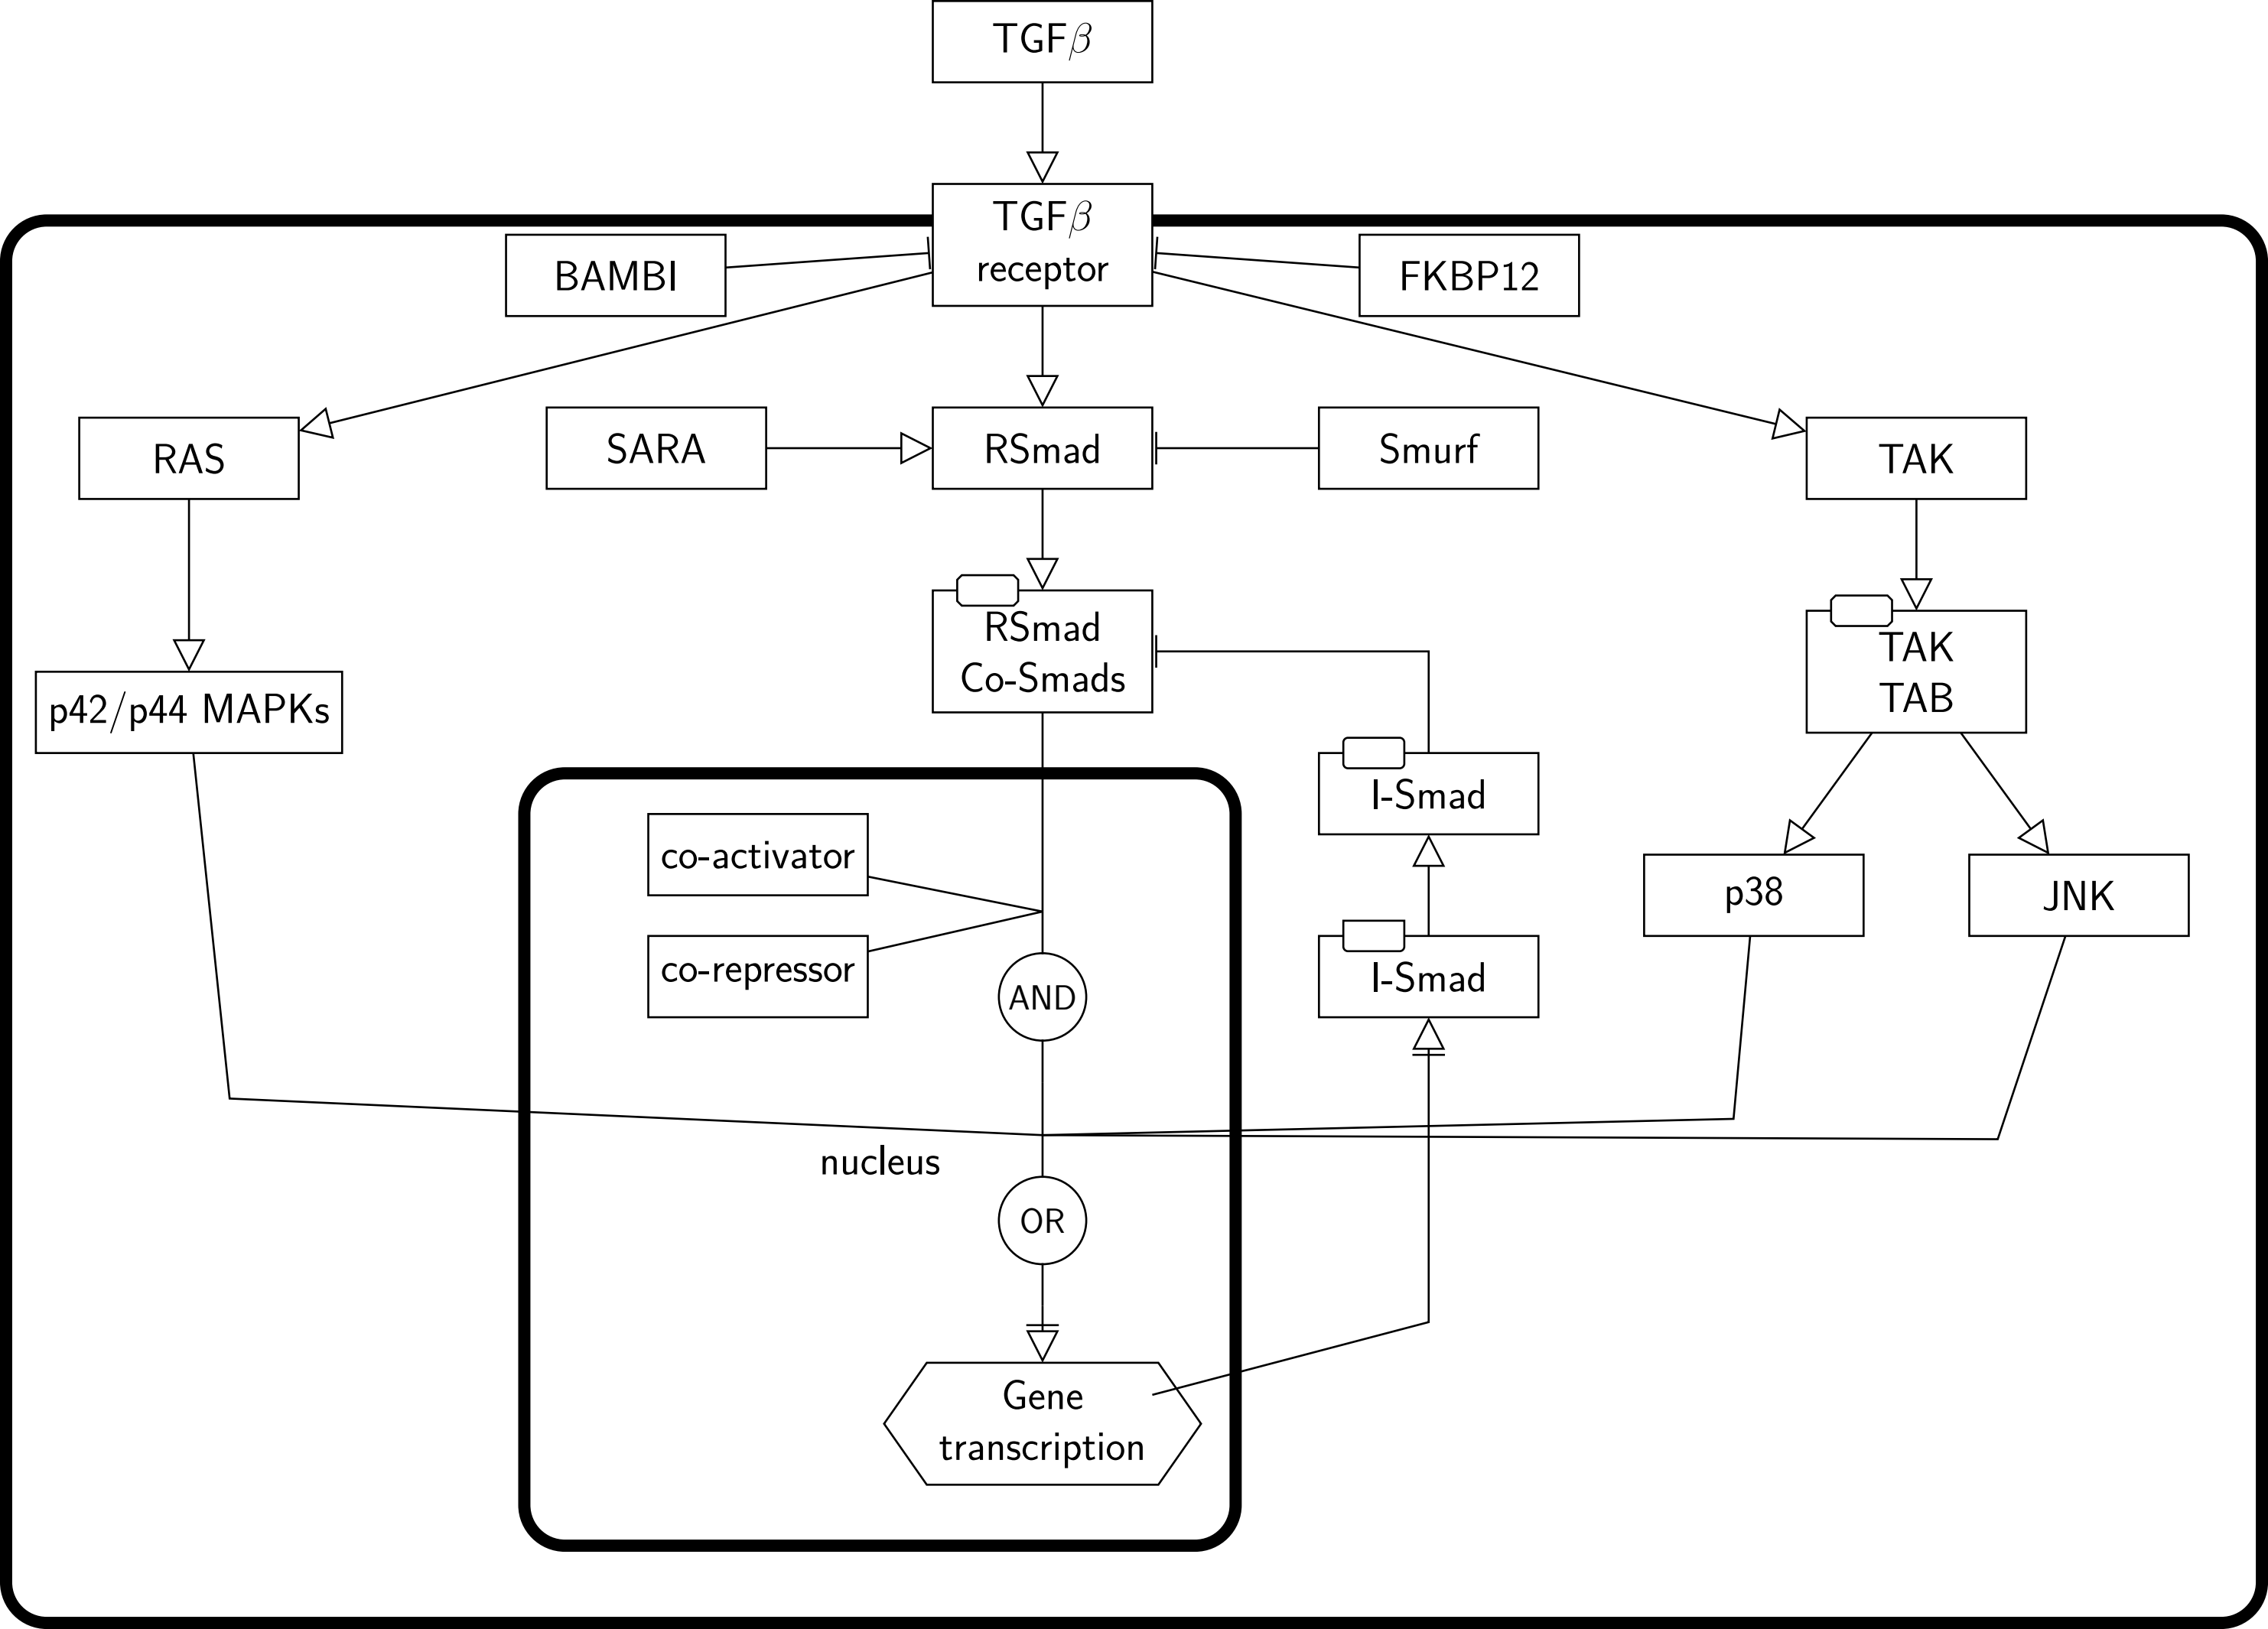 TGFβ
TGFβ
receptor
BAMBI
FKBP12
RAS
SARA
RSmad
Smurf
TAK
RSmad
Co-Smads
TAK
TAB
p42/p44 MAPKs
I-Smad
co-activator
p38
JNK
co-repressor
I-Smad
AND
nucleus
OR
Gene
transcription